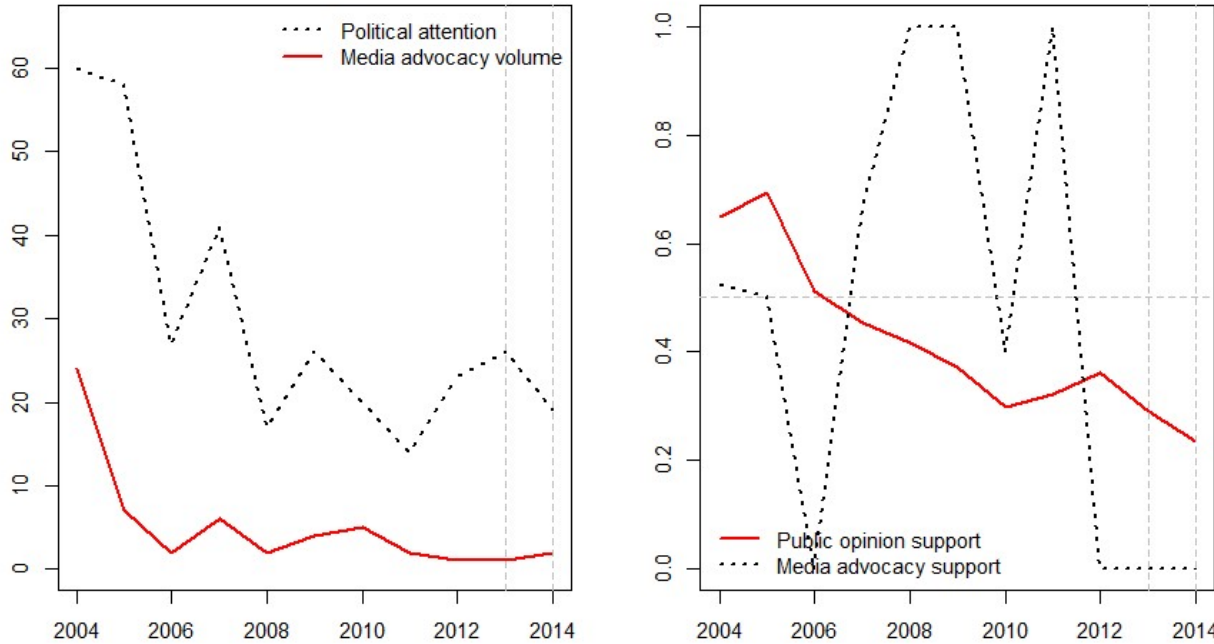 Political attention
Media advocacy volume
60
50
40
30
20
10
0
2004 2006 2008 2010 2012 2014
1.0
0.8
0.6
0.4
0.2
0.0
Public opinion support
Media advocacy support
2004 2006 2008 2010 2012 2014